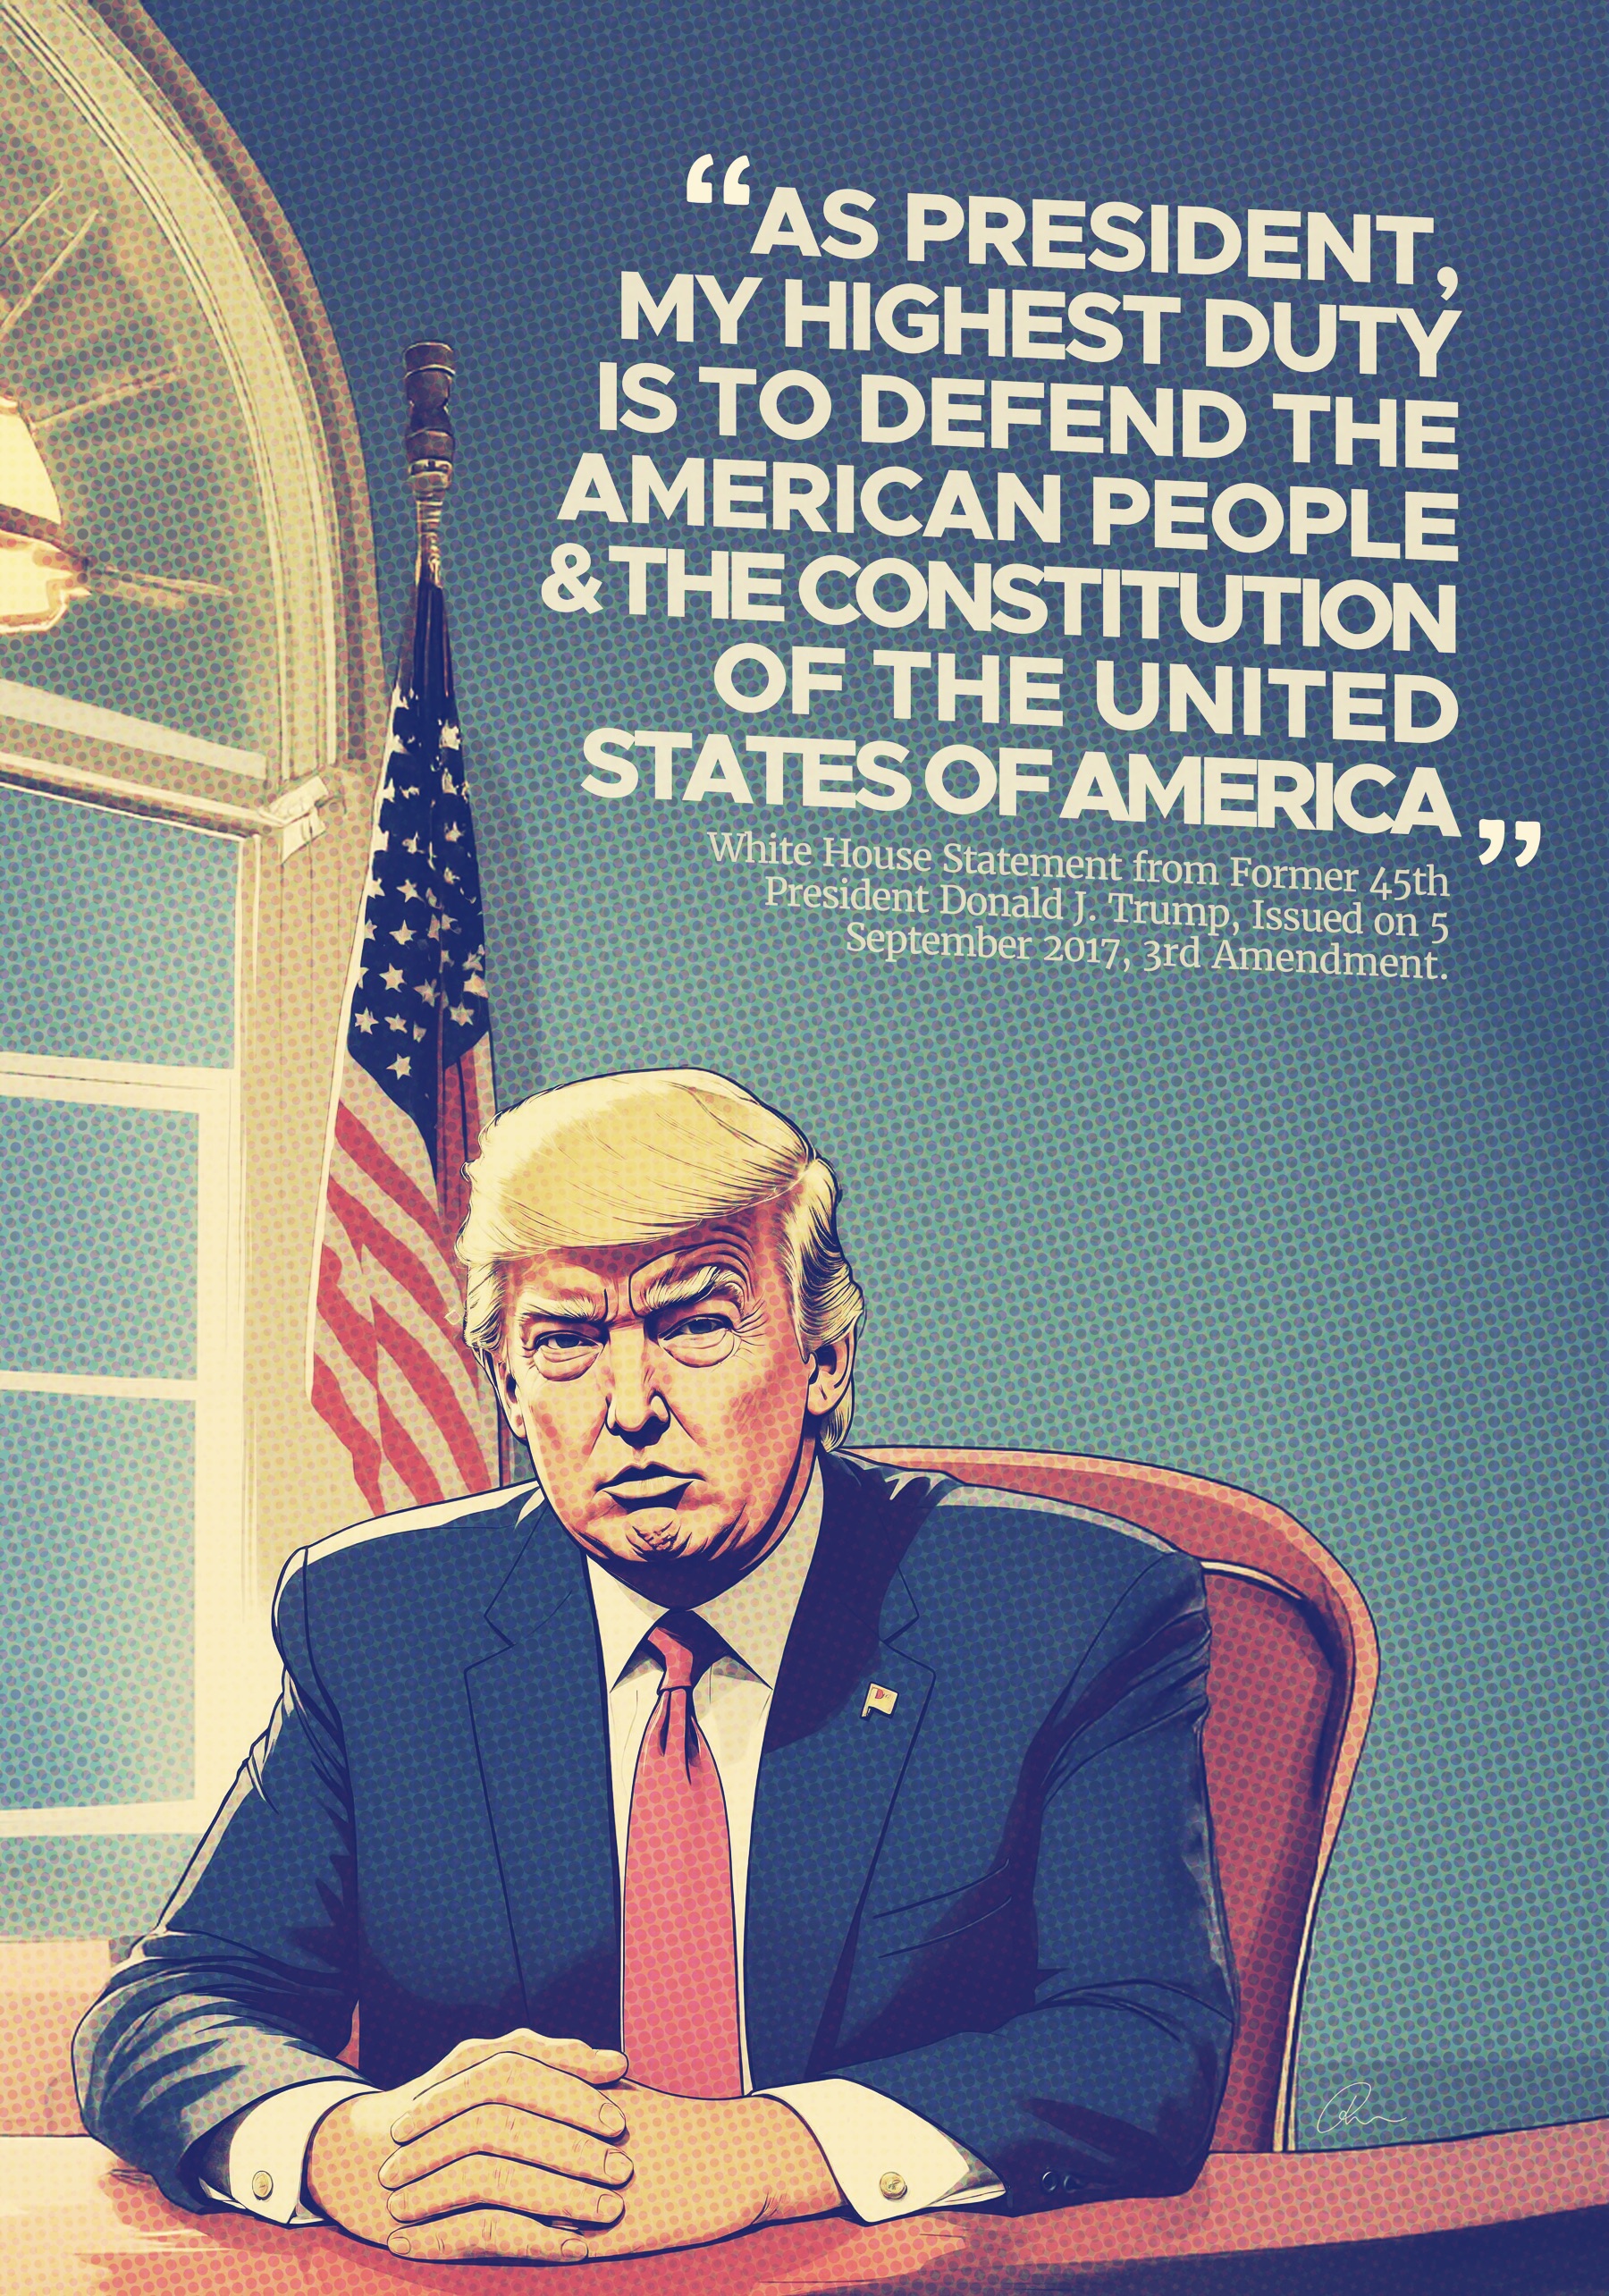 “AS PRESIDENT,
MY HIGHEST DUTY
IS TO DEFEND THE
AMERICAN PEOPLE
& THE CONSTITUTION
OF THE UNITED
STATES OF AMERICA”
White House Statement from Former 45th
President Donald J. Trump, Issued on 5
September 2017, 3rd Amendment.